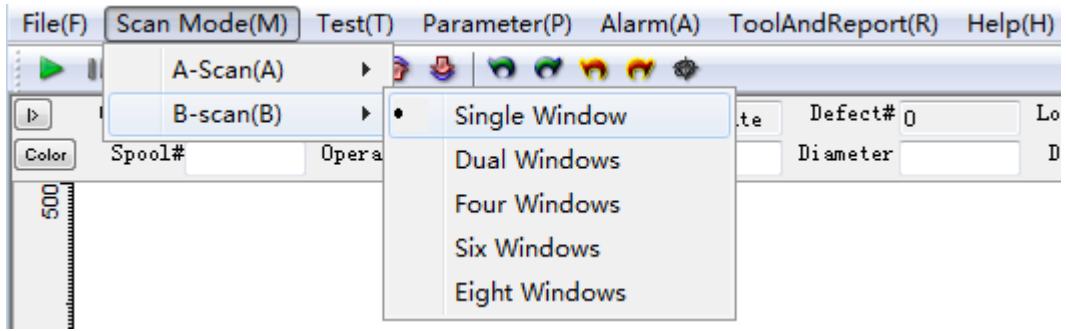 File(F) Scan Mode(M) Test(T) Parameter(P) Alarm(A) ToolAndReport(R) Help(H)
A-Scan(A)
B-scan(B)
Single Window
Dual Windows
Four Windows
Six Windows
Eight Windows
Defect# 0
Color Spool# Diameter
500